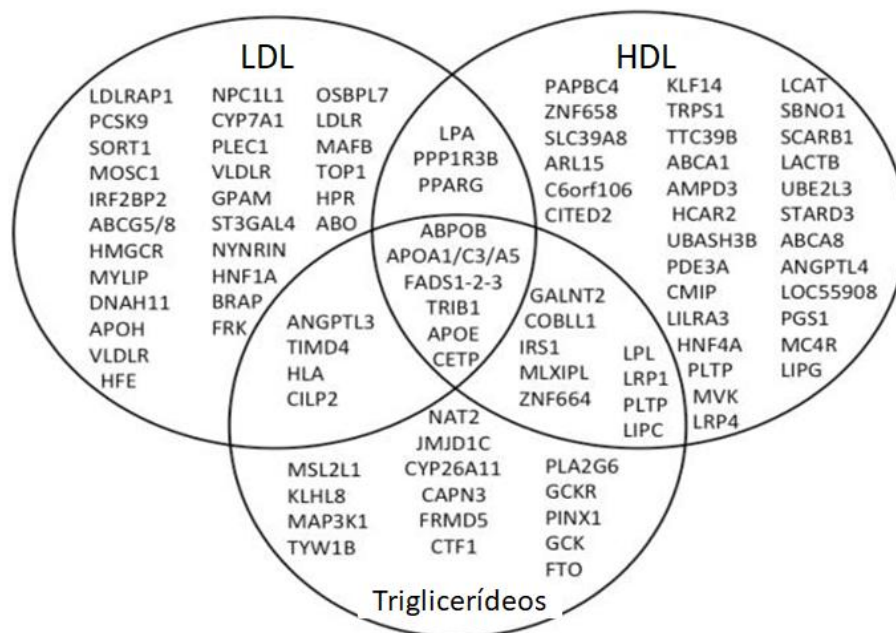 LDL
HDL
LDLRAP1
PCSK9
SORT1
MOSC1
IRF2BP2
ABCG5/8
HMGCR
MYLIP
DNAH11
APOH
VLDLR
HFE
NPC1L1
CYP7A1
PLEC1
VLDLR
GPAM
ST3GAL4
NYNRIN
HNF1A
BRAP
FRK
OSBPL7
LDLR
MAFB
TOP1
HPR
ABO
LPA
PPP1R3B
PPARG
PAPBC4
ZNF658
SLC39A8
ARL15
C6orf106
CITED2
KLF14
TRPS1
TTC39B
ABCA1
AMPD3
HCAR2
UBASH3B
PDE3A
CMIP
LILRA3
HNF4A
PLTP
MVK
LRP4
LCAT
SBNO1
SCARB1
LACTB
UBE2L3
STARD3
ABCA8
ANGPTL4
LOC55908
PGS1
MC4R
LIPG
ABPOB
APOA1/C3/A5
FADS1-2-3
TRIB1
APOE
CETP
ANGPTL3
TIMD4
HLA
CILP2
GALNT2
COBLL1
IRS1
MLXIPL
ZNF664
LPL
LRP1
PLTP
LIPC
NAT2
JMJD1C
CYP26A11
CAPN3
FRMD5
CTF1
MSL2L1
KLHL8
MAP3K1
TYW1B
PLA2G6
GCKR
PINX1
GCK
FTO
Triglicerídeos